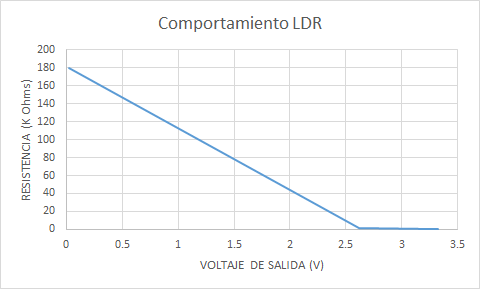 Comportamiento LDR
RESISTENCIA (K Ohms)
200
180
160
140
120
100
80
60
40
20
0
0 0.5 1 1.5 2 2.5 3 3.5
VOLTAJE DE SALIDA (V)